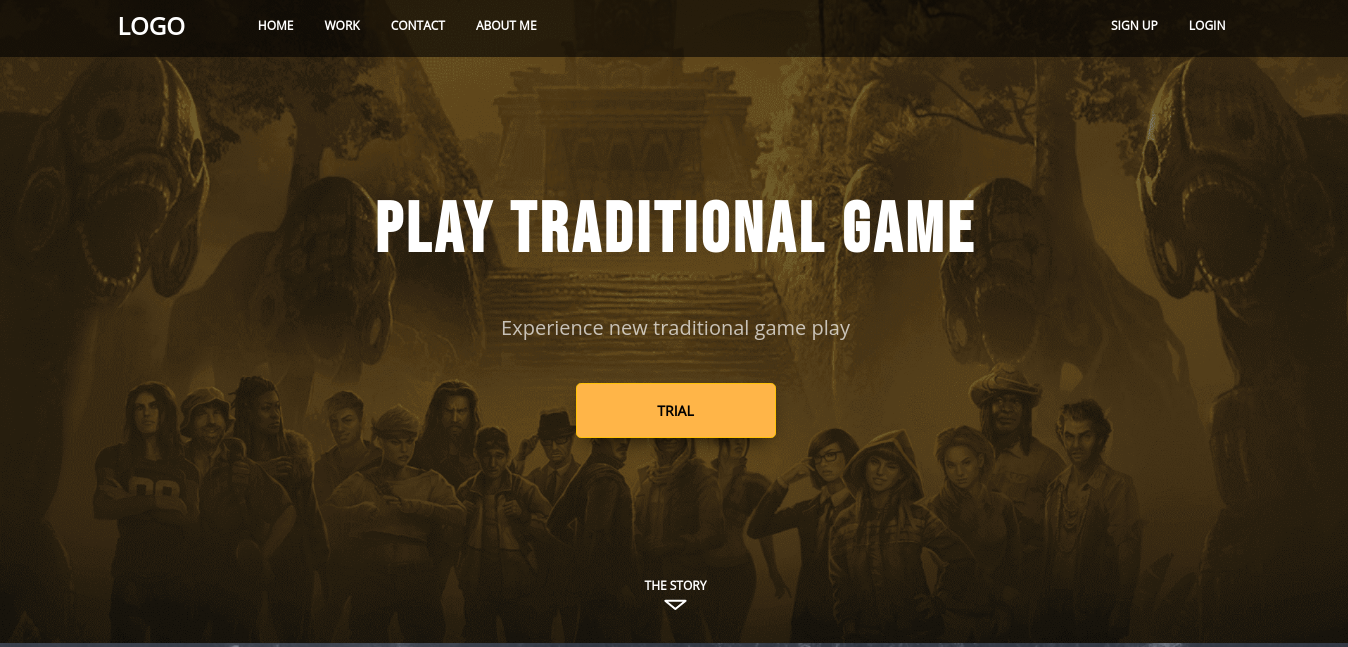 LOGO HOME WORK CONTACT ABOUT ME SIGN UP LOGIN
PLAY TRADITIONAL GAME
Experience new traditional game play
TRIAL
THE STORY